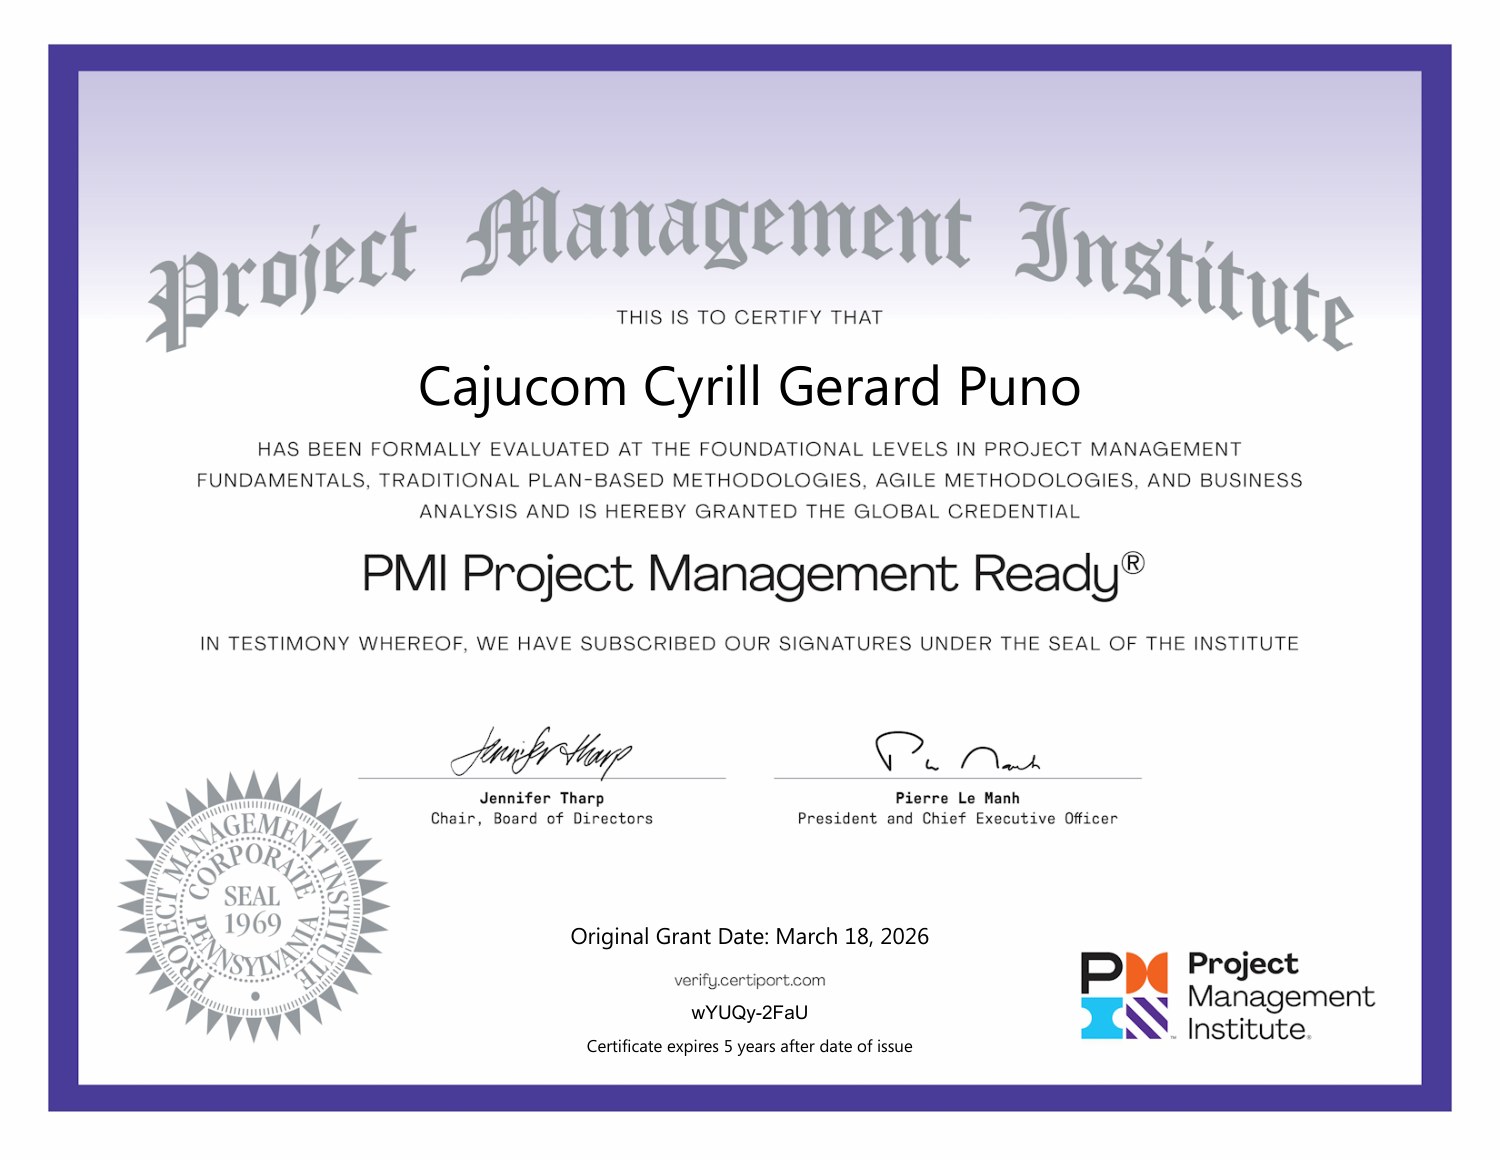 Project Management Institute
THIS IS TO CERTIFY THAT
Cajucom Cyrill Gerard Puno
HAS BEEN FORMALLY EVALUATED AT THE FOUNDATIONAL LEVELS IN PROJECT MANAGEMENT
FUNDAMENTALS, TRADITIONAL PLAN-BASED METHODOLOGIES, AGILE METHODOLOGIES, AND BUSINESS
ANALYSIS AND IS HEREBY GRANTED THE GLOBAL CREDENTIAL
PMI Project Management Ready®
IN TESTIMONY WHEREOF, WE HAVE SUBSCRIBED OUR SIGNATURES UNDER THE SEAL OF THE INSTITUTE
Jennifer Tharp
Jennifer Tharp
Chair, Board of Directors
P Le Manh
Pierre Le Manh
President and Chief Executive Officer
PROJECT MANAGEMENT INSTITUTE
CORPORATE
SEAL
1969
PENNSYLVANIA
Original Grant Date: March 18, 2026
verify.certiport.com
wYUQy-2FaU
Certificate expires 5 years after date of issue
PM
™
Project
Management
Institute®